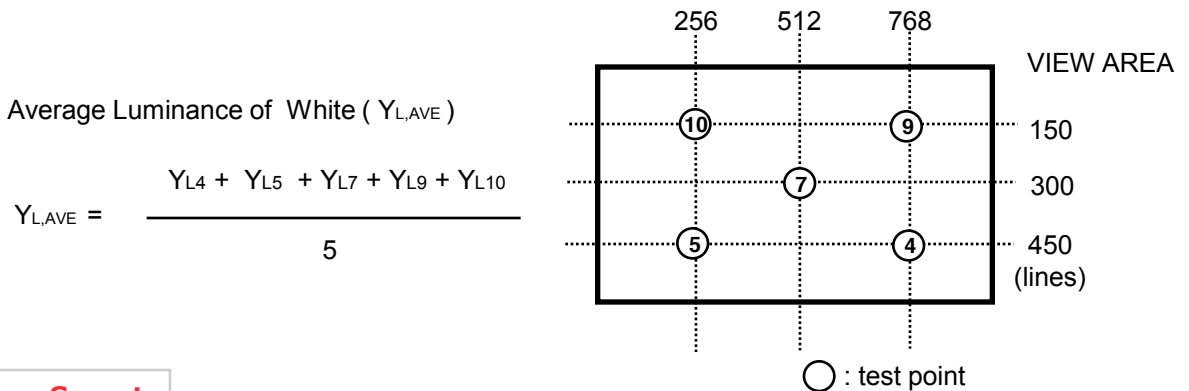 256 512 768
VIEW AREA
Average Luminance of White ( YL,AVE )
10 9 150
YL4 + YL5 + YL7 + YL9 + YL10
7 300
YL,AVE =
5
5 4 450
(lines)
: test point